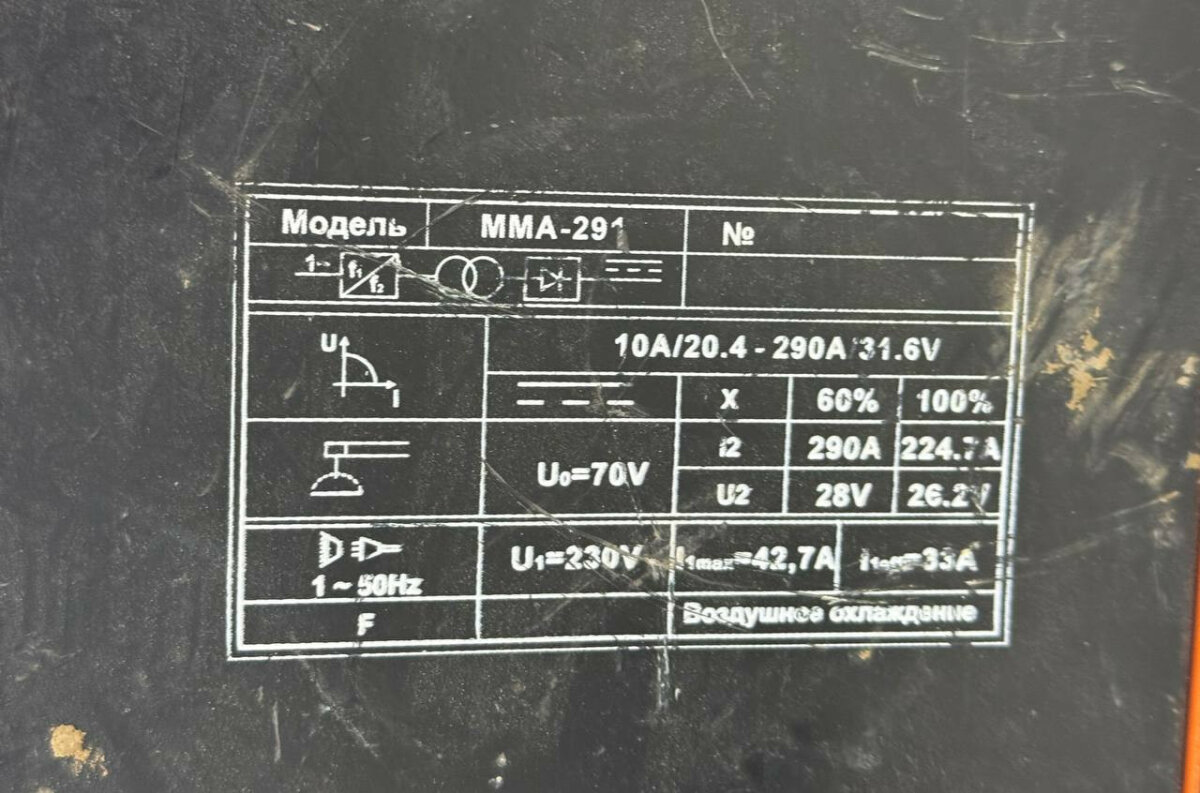 Модель ММА-291 №
1~ f₁ f₂
U I 10A/20.4 - 290A/31.6V
X 60% 100%
I2 290A 224.7A
U₀=70V
U2 28V 26.2V
U₁=230V I₁max=42,7A I₁eff=33A
1 ~ 50Hz
F Воздушное охлаждение